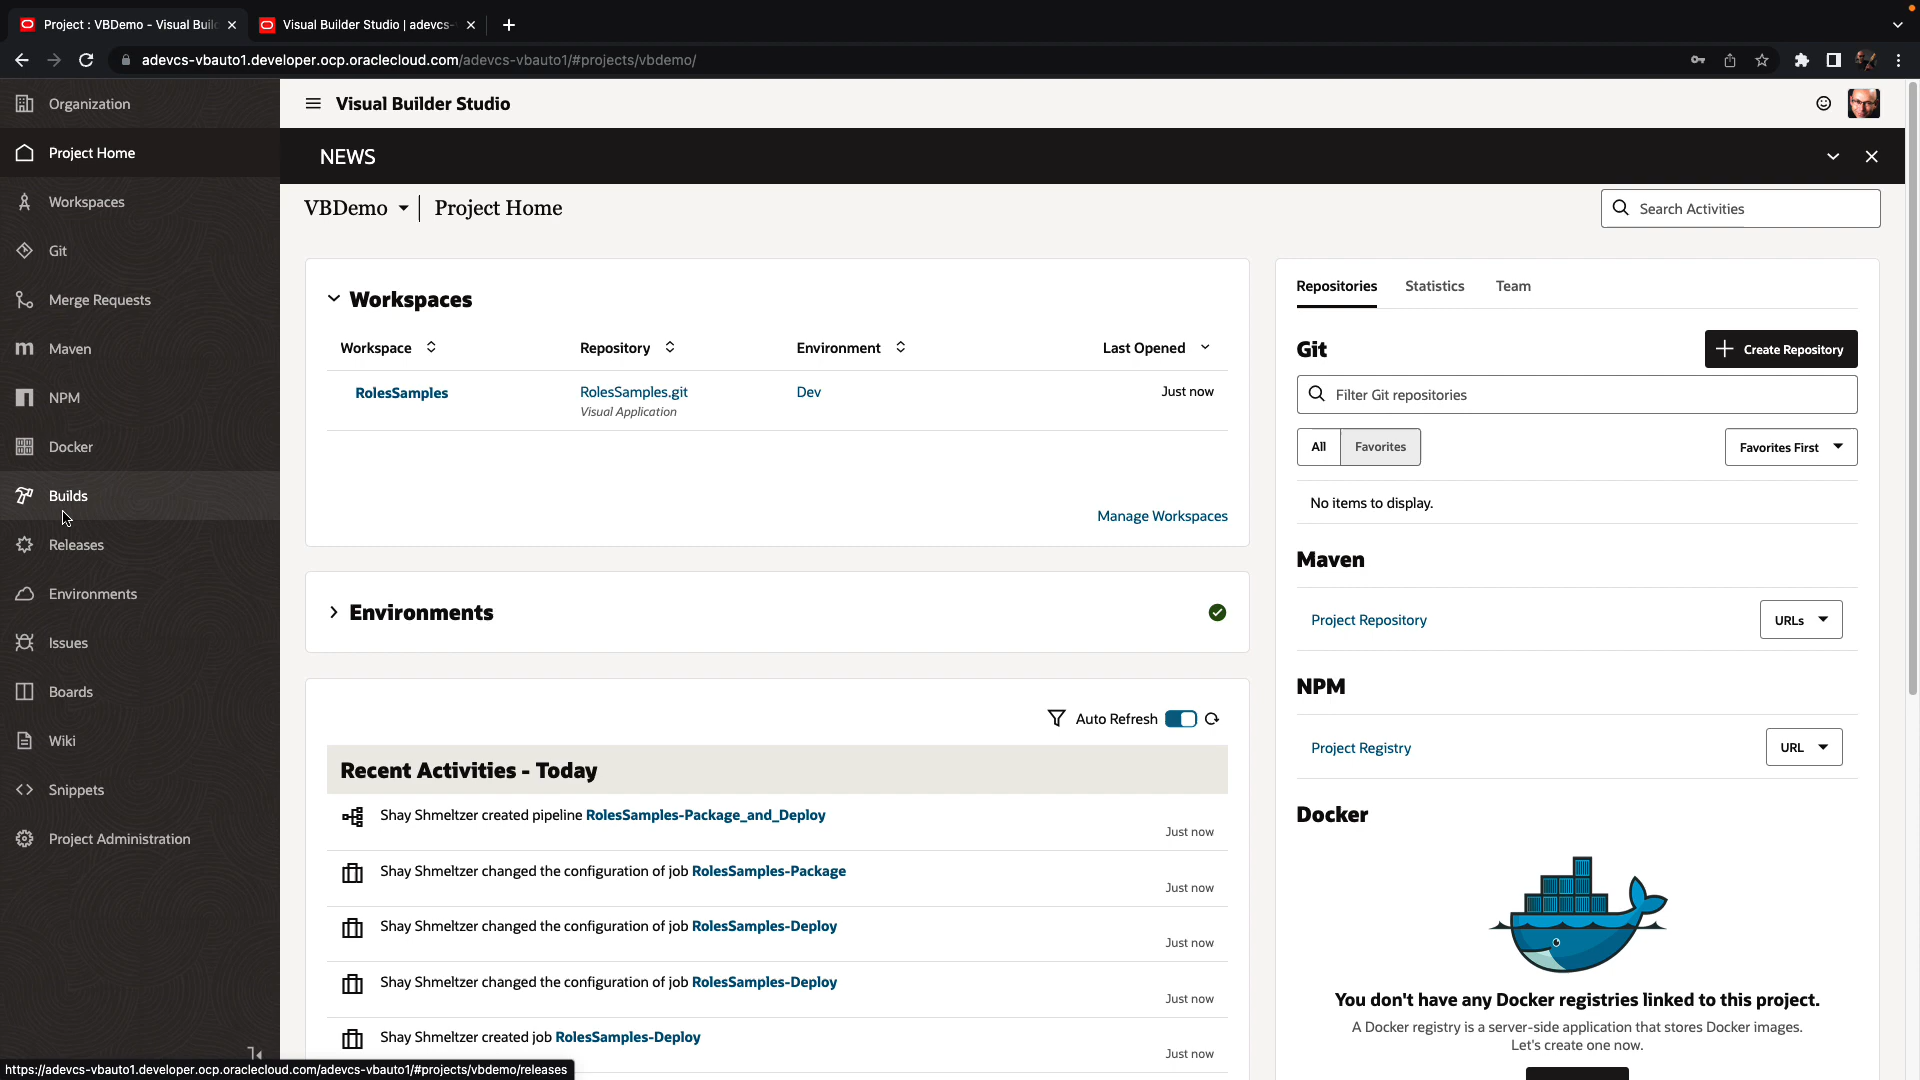 Project : VBDemo - Visual Buil
Visual Builder Studio | adevcs-
adevcs-vbauto1.developer.ocp.oraclecloud.com/adevcs-vbauto1/#projects/vbdemo/
Organization
Project Home
Workspaces
Git
Merge Requests
Maven
NPM
Docker
Builds
Releases
Environments
Issues
Boards
Wiki
Snippets
Project Administration
Visual Builder Studio
NEWS
VBDemo
Project Home
Search Activities
Workspaces
Workspace
Repository
Environment
Last Opened
RolesSamples
RolesSamples.git
Dev
Just now
Visual Application
Manage Workspaces
Environments
Auto Refresh
Recent Activities - Today
Shay Shmeltzer created pipeline RolesSamples-Package_and_Deploy
Just now
Shay Shmeltzer changed the configuration of job RolesSamples-Package
Just now
Shay Shmeltzer changed the configuration of job RolesSamples-Deploy
Just now
Shay Shmeltzer changed the configuration of job RolesSamples-Deploy
Just now
Shay Shmeltzer created job RolesSamples-Deploy
Just now
Repositories
Statistics
Team
Git
Create Repository
Filter Git repositories
All
Favorites
Favorites First
No items to display.
Maven
Project Repository
URLs
NPM
Project Registry
URL
Docker
You don't have any Docker registries linked to this project.
A Docker registry is a server-side application that stores Docker images.
Let's create one now.
https://adevcs-vbauto1.developer.ocp.oraclecloud.com/adevcs-vbauto1/#projects/vbdemo/releases